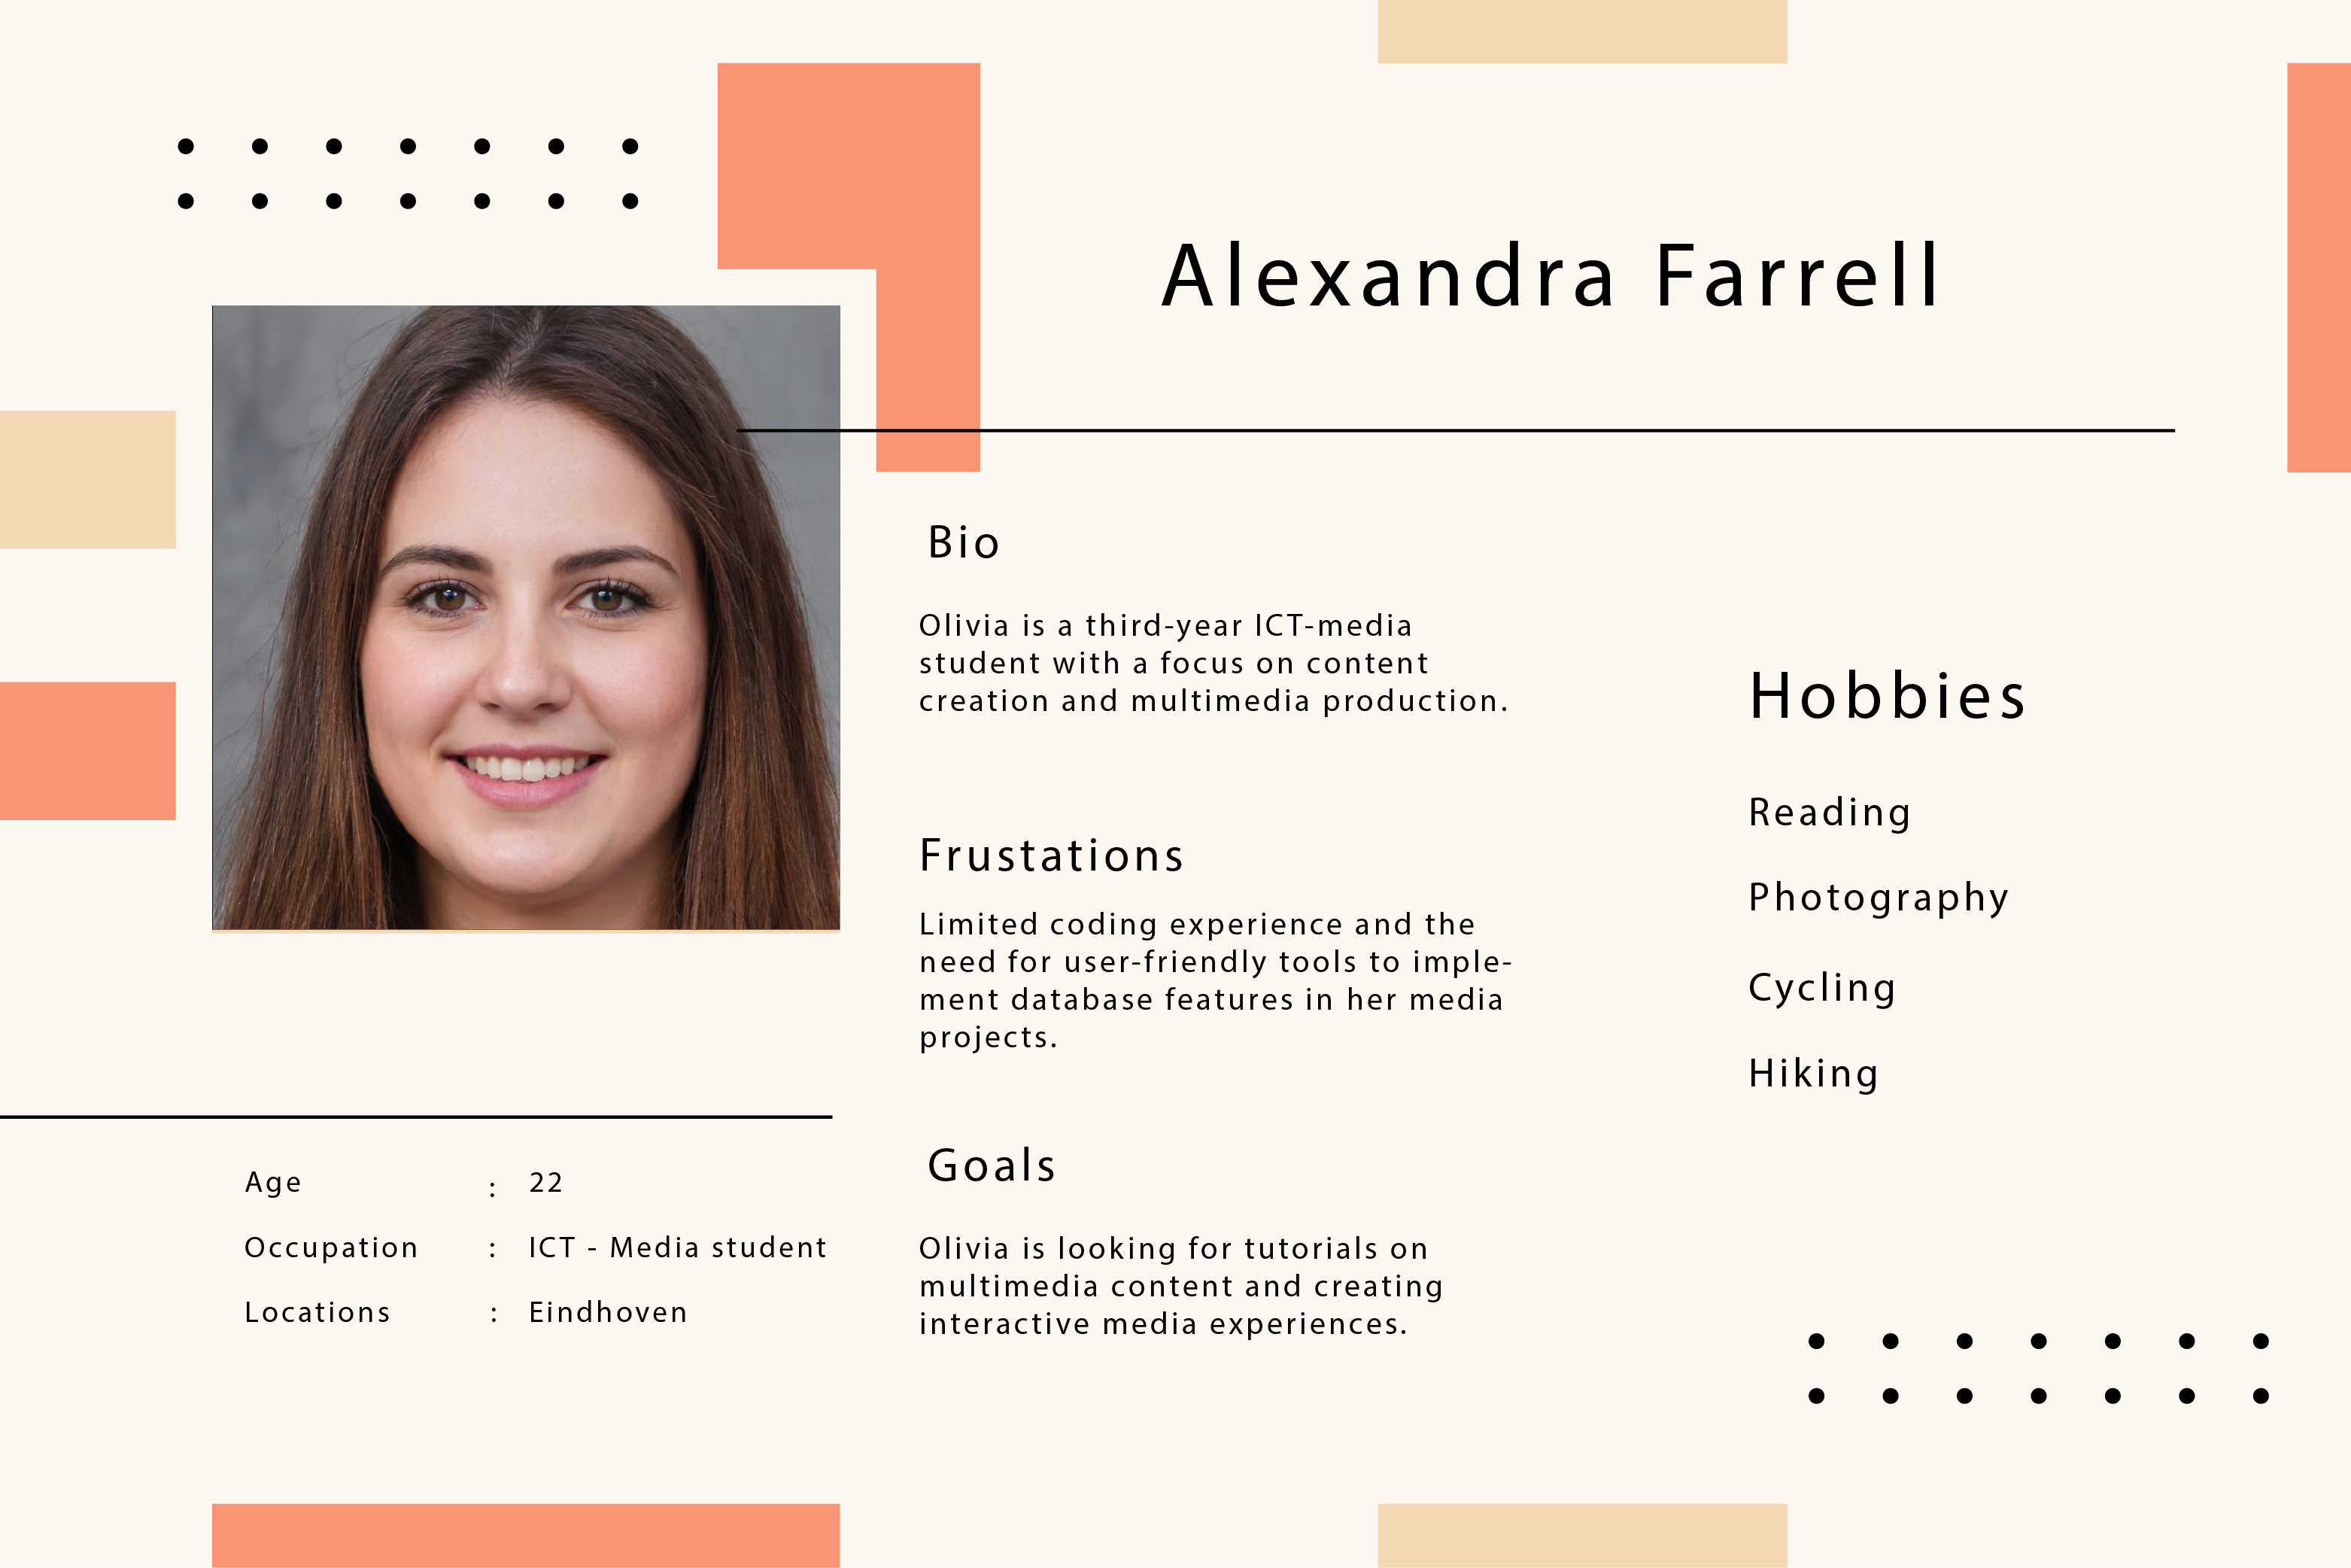 Alexandra Farrell
Bio
Olivia is a third-year ICT-media
student with a focus on content
creation and multimedia production.
Frustations
Limited coding experience and the
need for user-friendly tools to imple-
ment database features in her media
projects.
Goals
Olivia is looking for tutorials on
multimedia content and creating
interactive media experiences.
Hobbies
Reading
Photography
Cycling
Hiking
Age : 22
Occupation : ICT - Media student
Locations : Eindhoven